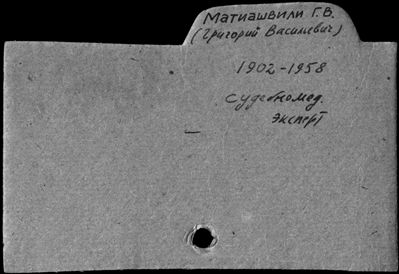 Матиашвили Г.В.
(Григорий Васильевич)
1902-1958
судебномед.
эксперт